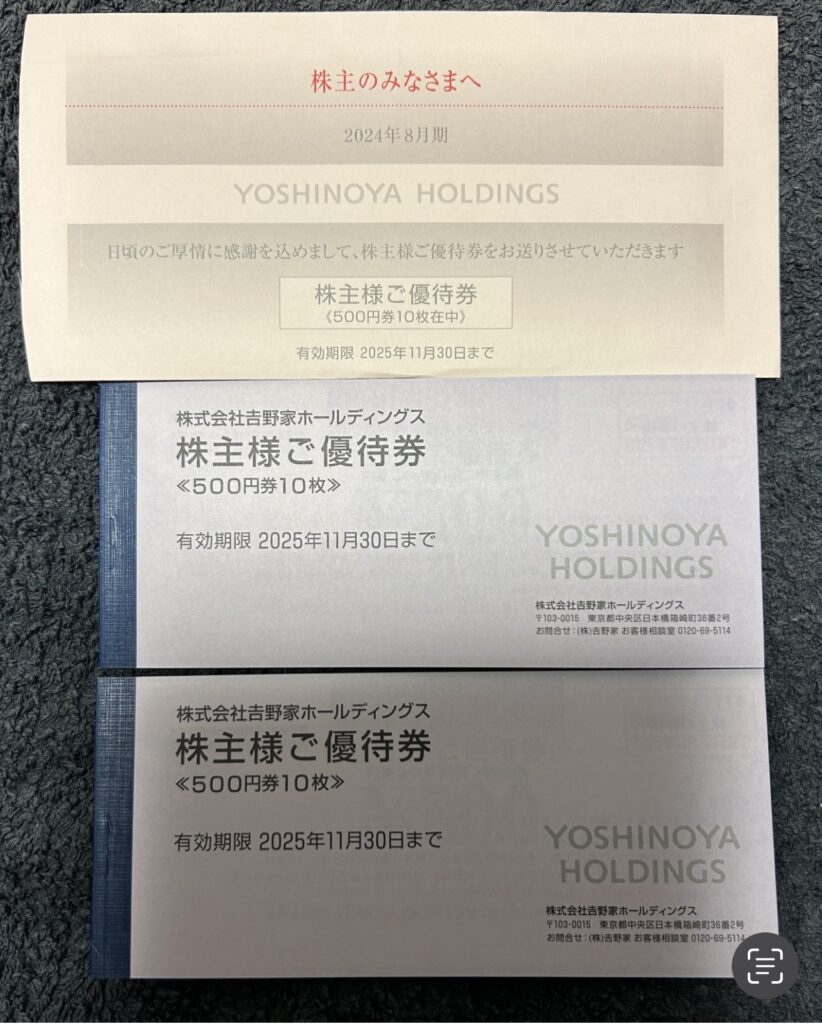 株主のみなさまへ
2024年8月期
YOSHINOYA HOLDINGS
日頃のご厚情に感謝を込めまして、株主様ご優待券をお送りさせていただきます
株主様ご優待券
《500円券10枚在中》
有効期限 2025年11月30日まで
株式会社𠮷野家ホールディングス
株主様ご優待券
≪500円券10枚≫
有効期限 2025年11月30日まで
YOSHINOYA
HOLDINGS
株式会社𠮷野家ホールディングス
〒103-0015 東京都中央区日本橋箱崎町36番2号
お問合せ:(株)𠮷野家 お客様相談室 0120-69-5114
株式会社𠮷野家ホールディングス
株主様ご優待券
≪500円券10枚≫
有効期限 2025年11月30日まで
YOSHINOYA
HOLDINGS
株式会社𠮷野家ホールディングス
〒103-0015 東京都中央区日本橋箱崎町36番2号
お問合せ:(株)𠮷野家 お客様相談室 0120-69-5114